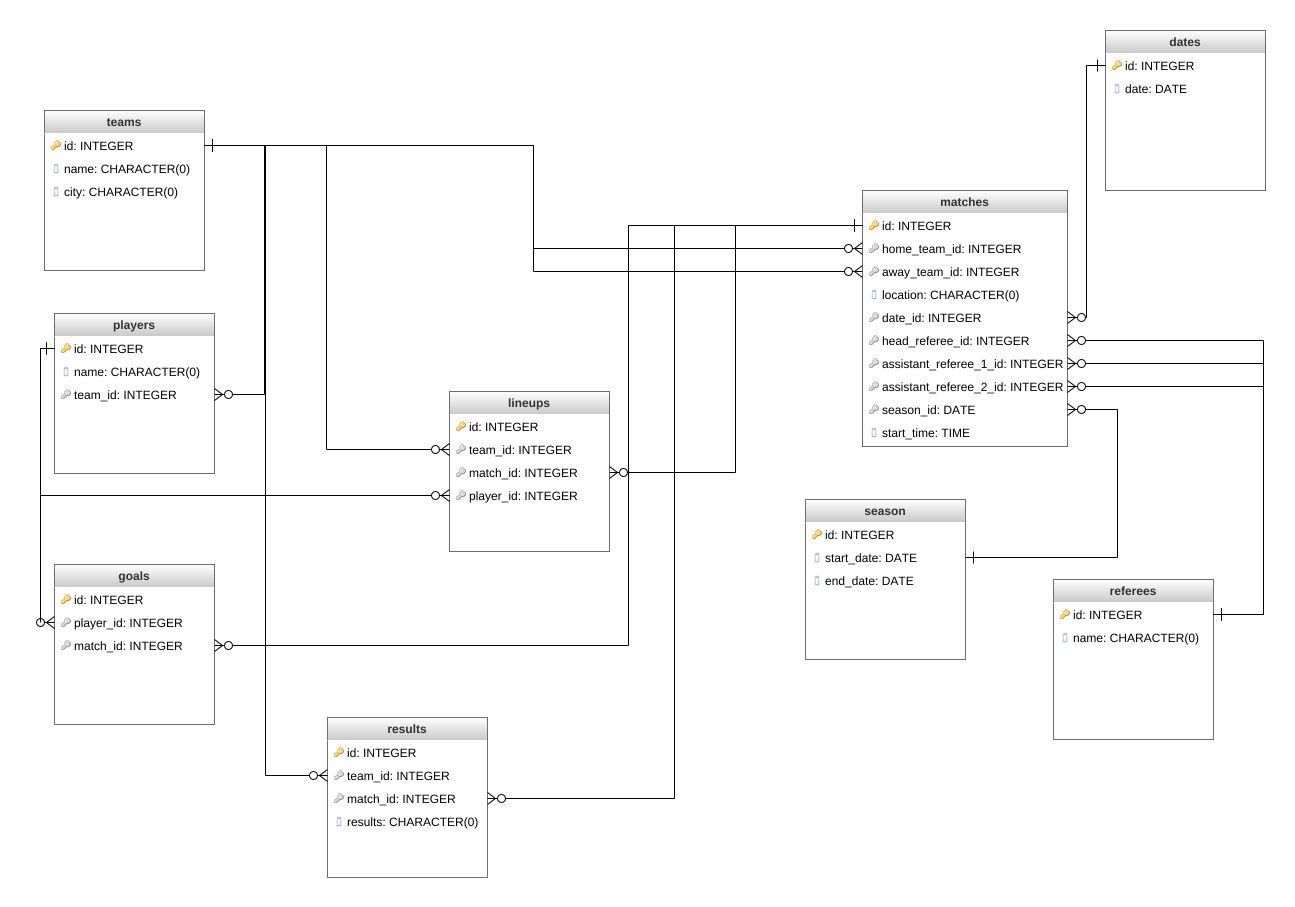 dates
id: INTEGER
date: DATE
teams
id: INTEGER
name: CHARACTER(0)
city: CHARACTER(0)
matches
id: INTEGER
home_team_id: INTEGER
away_team_id: INTEGER
location: CHARACTER(0)
date_id: INTEGER
head_referee_id: INTEGER
assistant_referee_1_id: INTEGER
assistant_referee_2_id: INTEGER
season_id: DATE
start_time: TIME
players
id: INTEGER
name: CHARACTER(0)
team_id: INTEGER
lineups
id: INTEGER
team_id: INTEGER
match_id: INTEGER
player_id: INTEGER
season
id: INTEGER
start_date: DATE
end_date: DATE
goals
id: INTEGER
player_id: INTEGER
match_id: INTEGER
referees
id: INTEGER
name: CHARACTER(0)
results
id: INTEGER
team_id: INTEGER
match_id: INTEGER
results: CHARACTER(0)